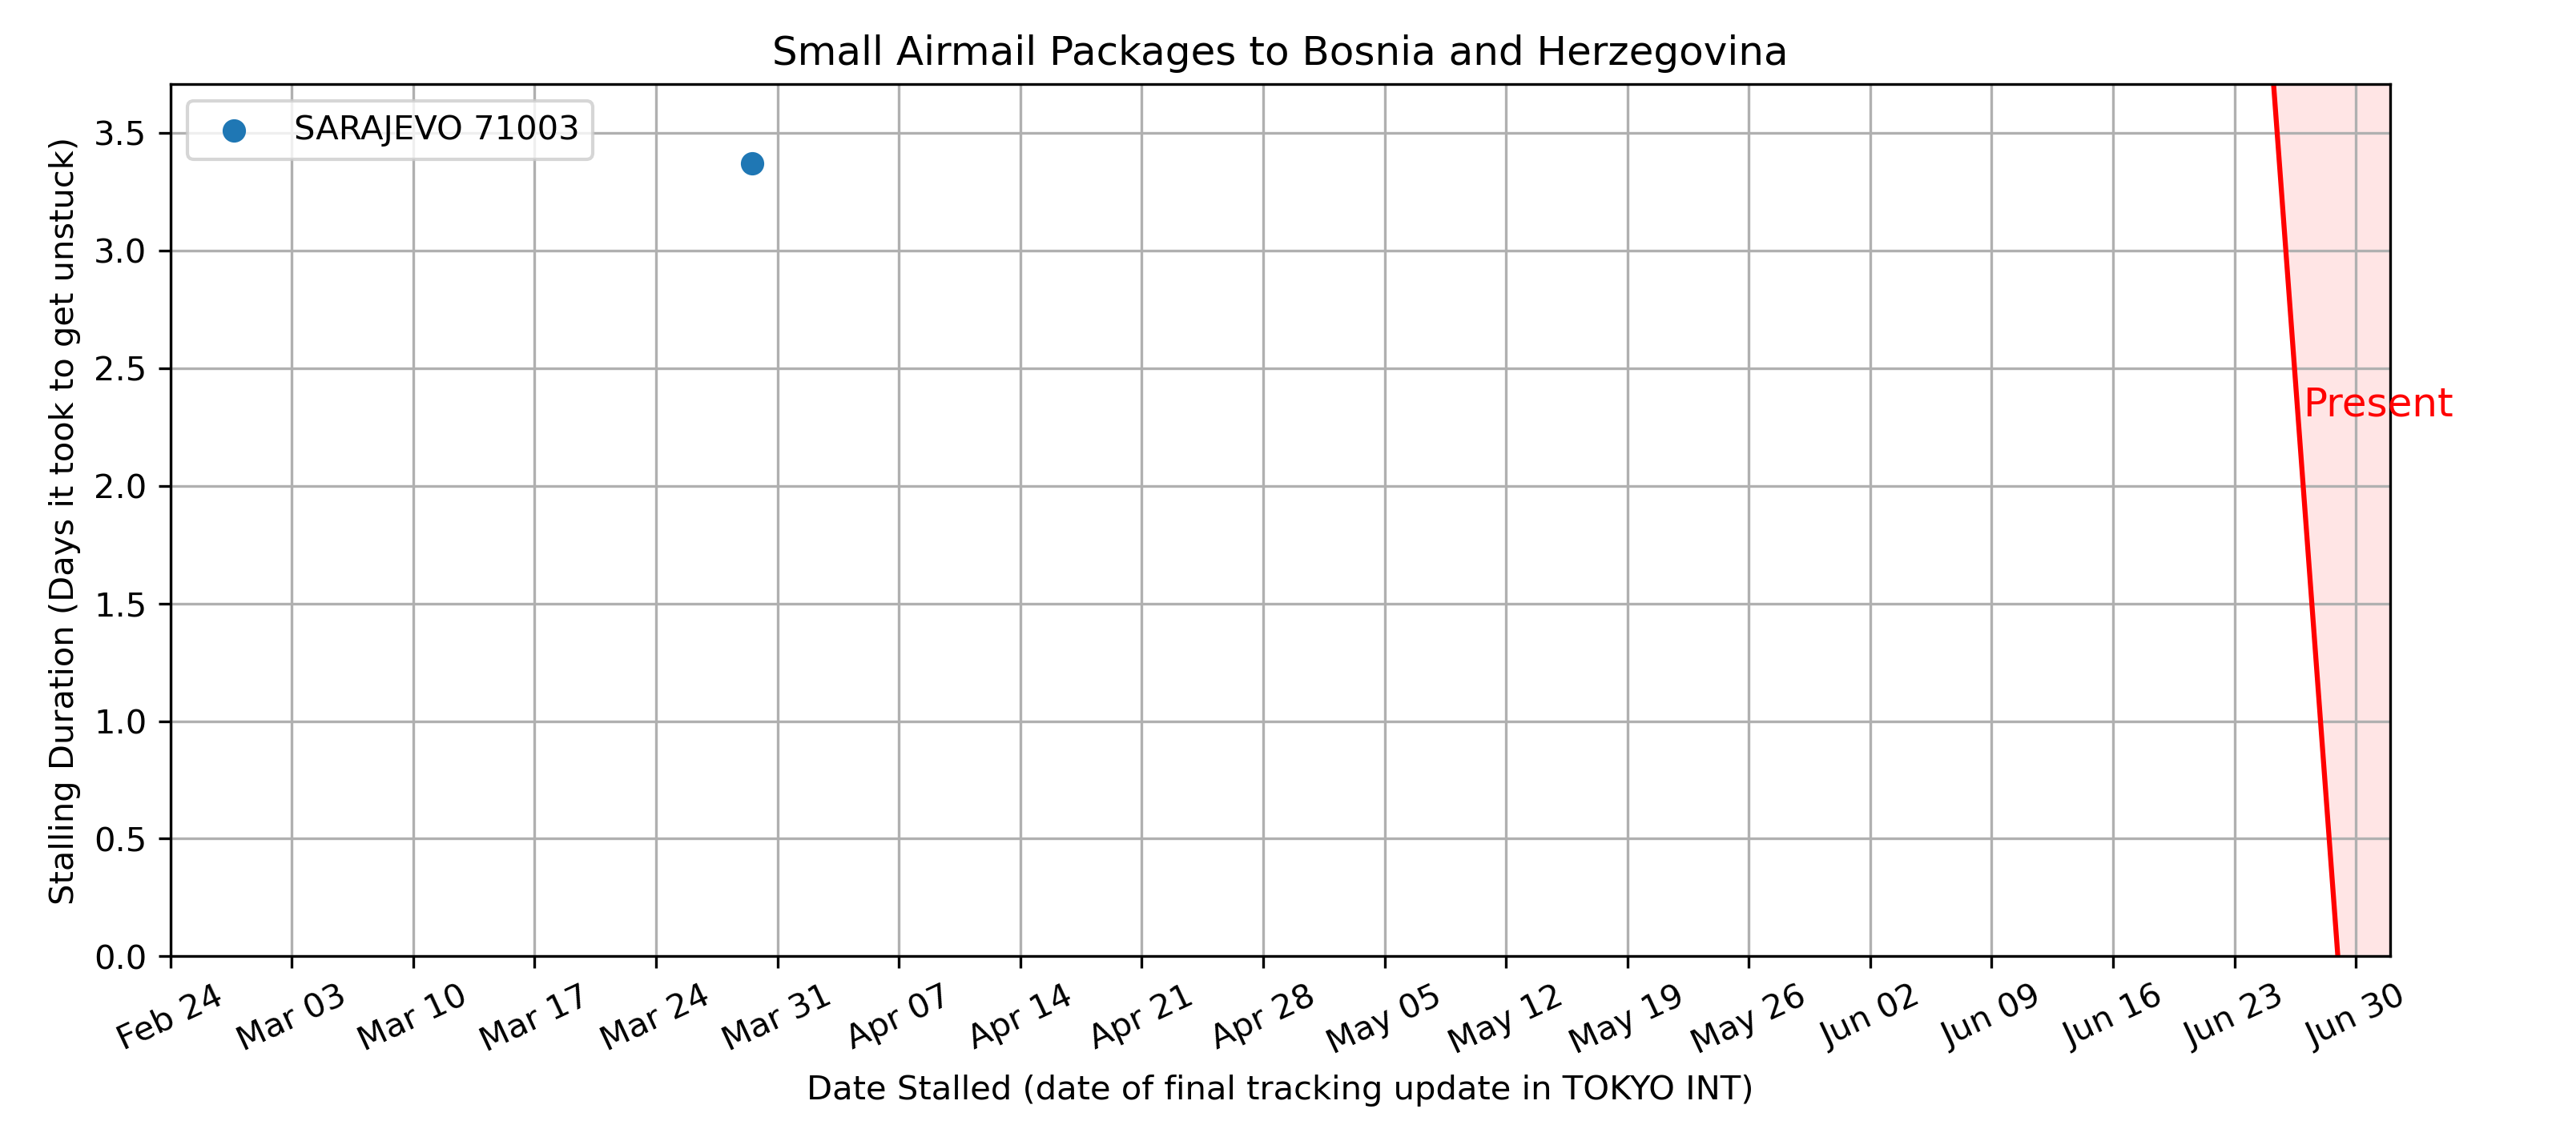 Small Airmail Packages to Bosnia and Herzegovina
SARAJEVO 71003
Stalling Duration (Days it took to get unstuck)
3.5
3.0
2.5
2.0
1.5
1.0
0.5
0.0
Present
Feb 24
Mar 03
Mar 10
Mar 17
Mar 24
Mar 31
Apr 07
Apr 14
Apr 21
Apr 28
May 05
May 12
May 19
May 26
Jun 02
Jun 09
Jun 16
Jun 23
Jun 30
Date Stalled (date of final tracking update in TOKYO INT)